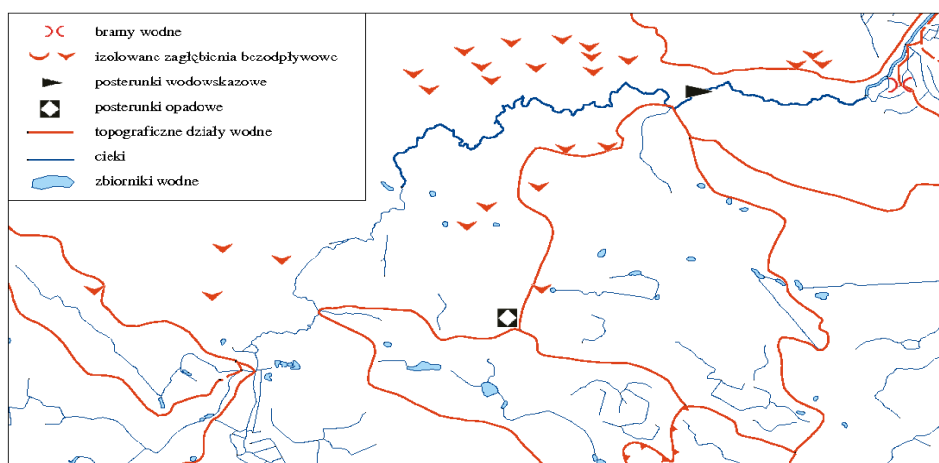 bramy wodne
izolowane zagłębienia bezodpływowe
posterunki wodowskazowe
posterunki opadowe
topograficzne działy wodne
cieki
zbiorniki wodne